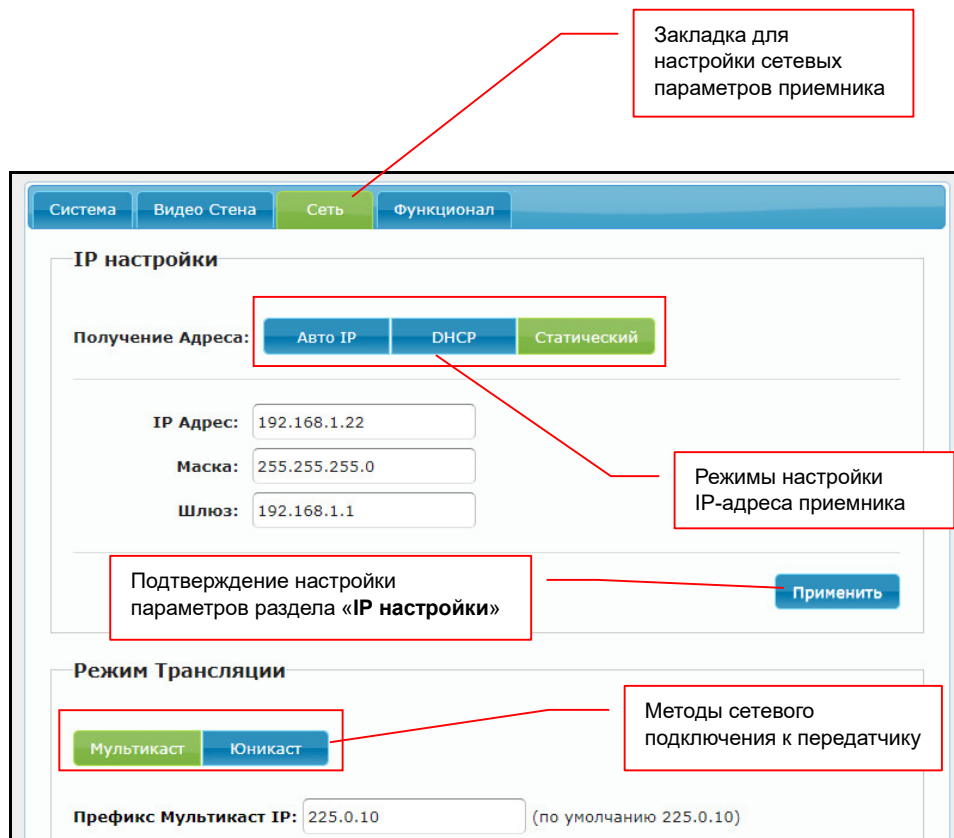 Закладка для
настройки сетевых
параметров приемника
Система Видео Стена Сеть Функционал
IP настройки
Получение Адреса: Авто IP DHCP Статический
IP Адрес: 192.168.1.22
Маска: 255.255.255.0
Шлюз: 192.168.1.1
Режимы настройки
IP-адреса приемника
Подтверждение настройки
параметров раздела «IP настройки»
Применить
Режим Трансляции
Методы сетевого
подключения к передатчику
Мультикаст Юникаст
Префикс Мультикаст IP: 225.0.10 (по умолчанию 225.0.10)